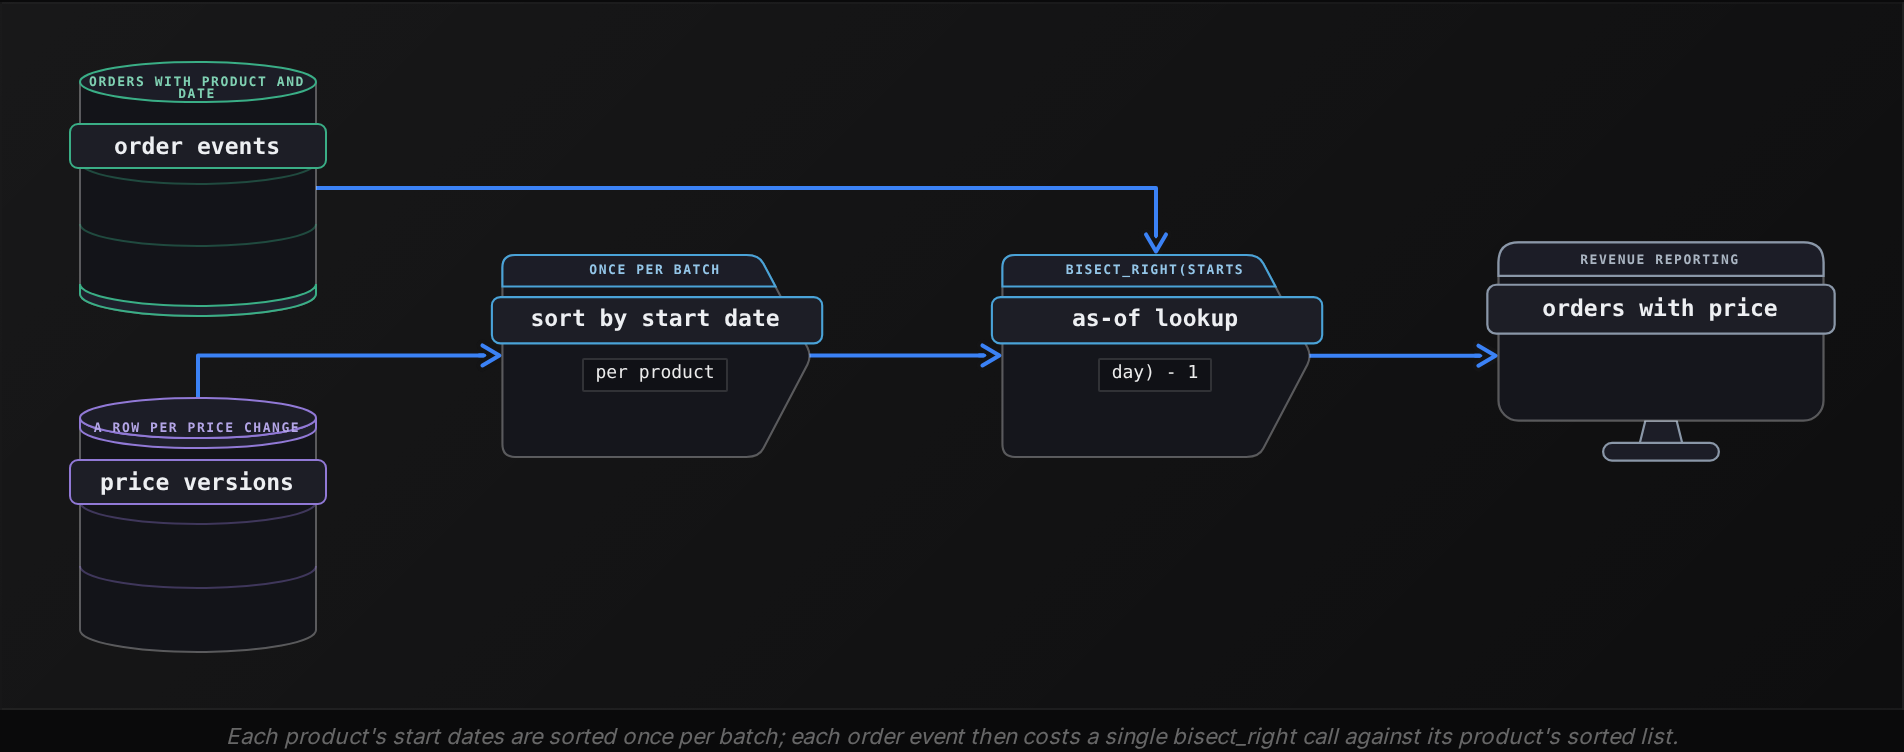 ORDERS WITH PRODUCT AND
DATE
order events
A ROW PER PRICE CHANGE
price versions
ONCE PER BATCH
sort by start date
per product
BISECT_RIGHT(STARTS
as-of lookup
day) - 1
REVENUE REPORTING
orders with price
Each product's start dates are sorted once per batch; each order event then costs a single bisect_right call against its product's sorted list.